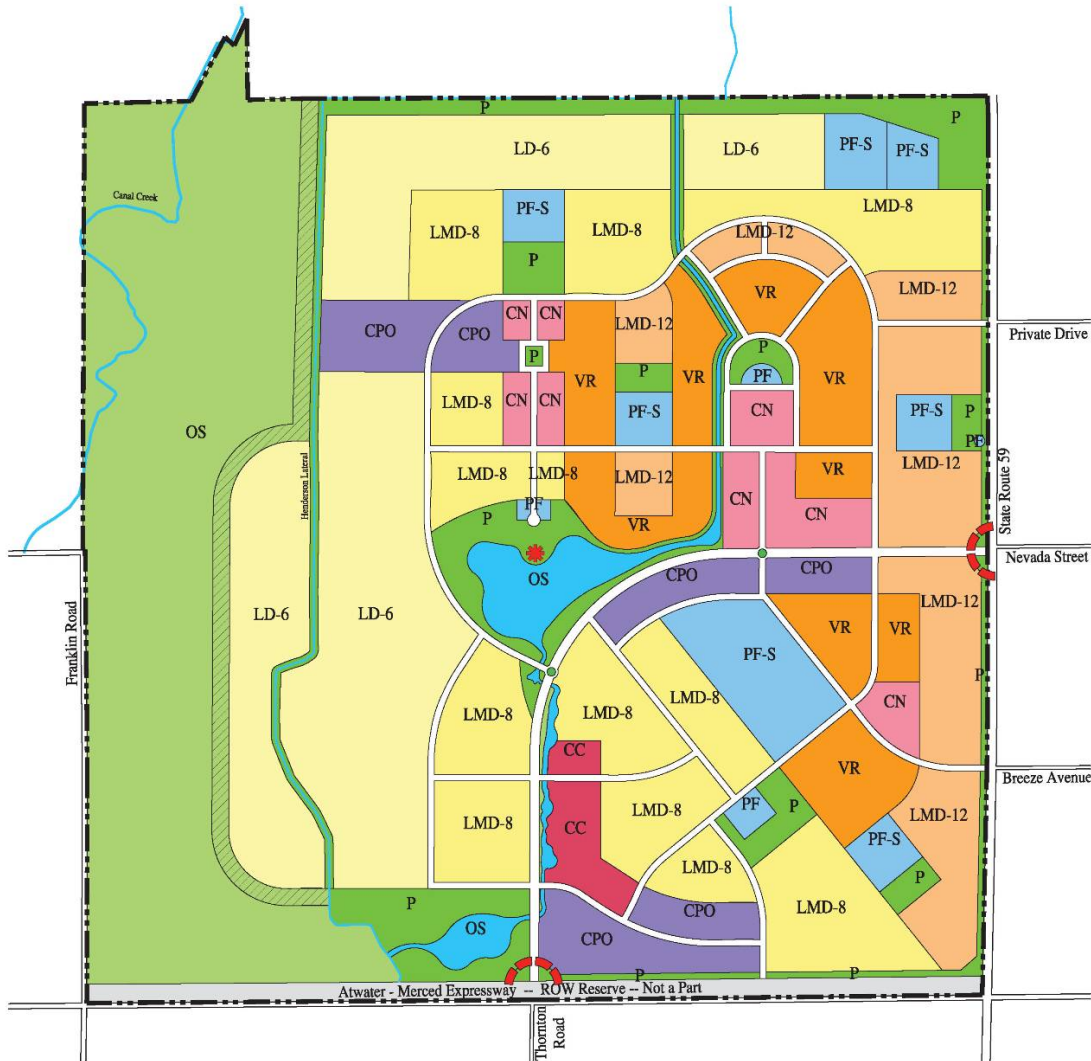 P
P
LD-6
LD-6
PF-S
PF-S
Canal Creek
LMD-8
PF-S
LMD-8
LMD-8
LMD-12
P
LMD-12
VR
CPO
CPO
CN
CN
LMD-12
Private Drive
P
P
P
VR
VR
PF
VR
LMD-8
CN
CN
PF-S
CN
PF-S
P
OS
PF
LMD-8
LMD-8
LMD-12
VR
LMD-12
Henderson Lateral
State Route 59
CN
PF
CN
P
VR
Nevada Street
OS
CPO
CPO
LMD-12
Franklin Road
LD-6
LD-6
VR
VR
PF-S
P
LMD-8
LMD-8
LMD-8
CN
CC
VR
Breeze Avenue
PF
P
LMD-8
CC
LMD-8
LMD-12
PF-S
LMD-8
P
P
CPO
LMD-8
OS
CPO
P
P
Atwater - Merced Expressway -- ROW Reserve -- Not a Part
Thornton
Road